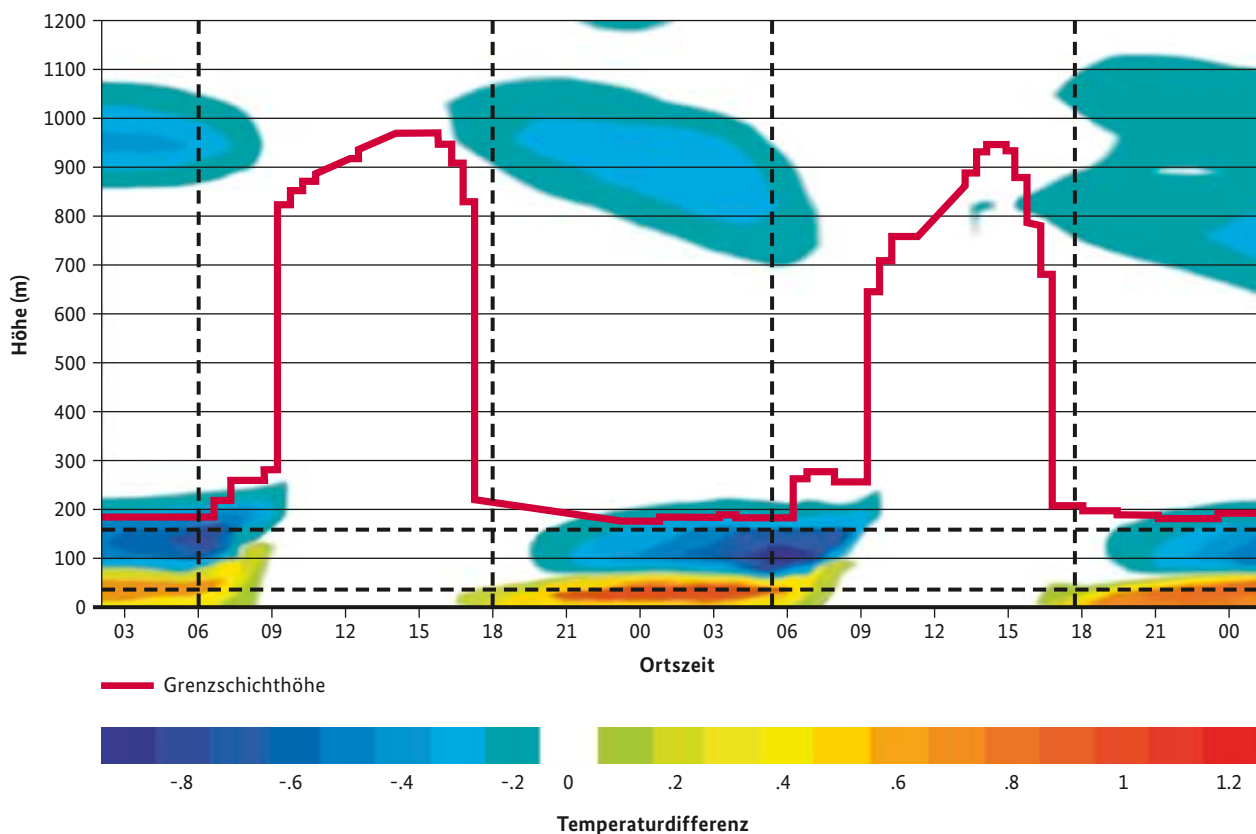 1200
1100
1000
900
800
700
600
500
400
300
200
100
0
Höhe (m)
03 06 09 12 15 18 21 00 03 06 09 12 15 18 21 00
Ortszeit
Grenzschichthöhe
-.8 -.6 -.4 -.2 0 .2 .4 .6 .8 1 1.2
Temperaturdifferenz